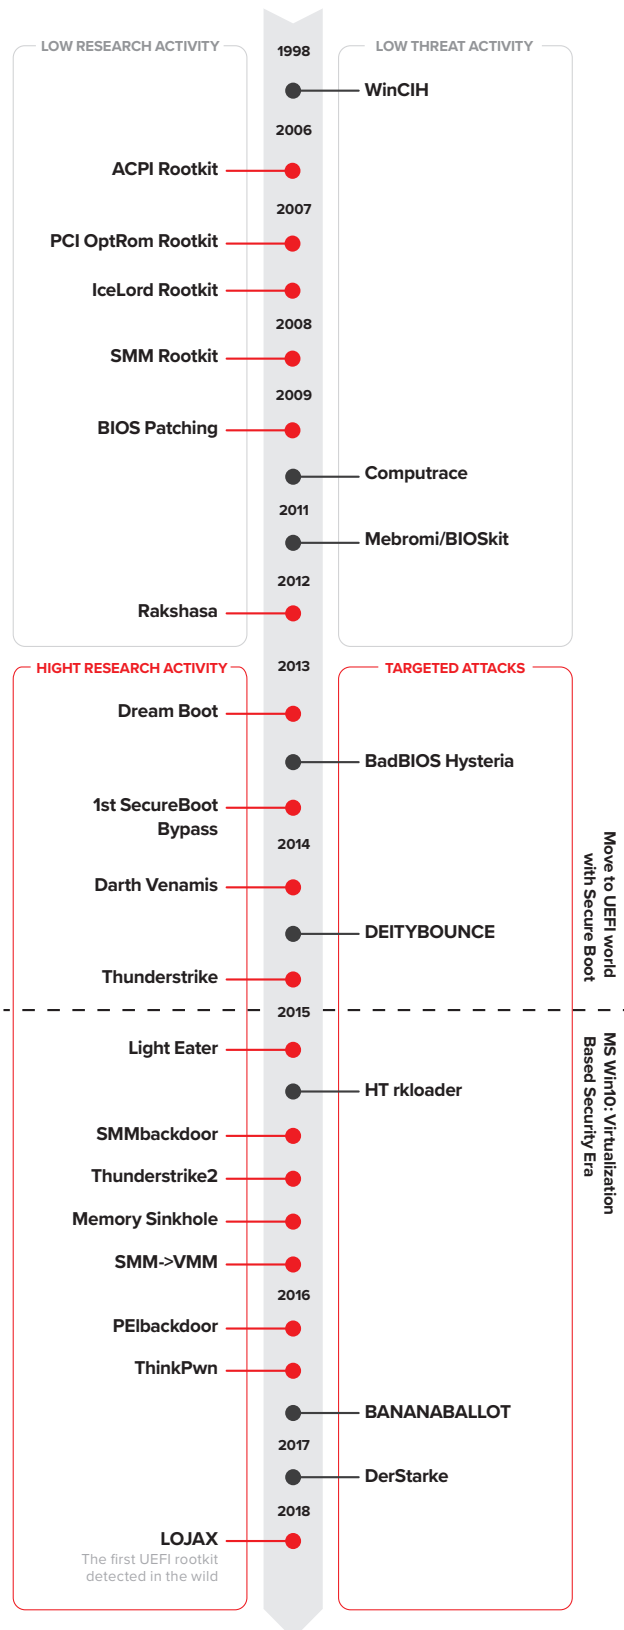 LOW RESEARCH ACTIVITY
LOW THREAT ACTIVITY
1998
WinCIH
2006
ACPI Rootkit
2007
PCI OptRom Rootkit
IceLord Rootkit
2008
SMM Rootkit
2009
BIOS Patching
Computrace
2011
Mebromi/BIOSkit
2012
Rakshasa
2013
HIGHT RESEARCH ACTIVITY
TARGETED ATTACKS
Dream Boot
BadBIOS Hysteria
1st SecureBoot
Bypass
2014
Darth Venamis
DEITYBOUNCE
Thunderstrike
Move to UEFI world
with Secure Boot
2015
Light Eater
HT rkloader
SMMbackdoor
Thunderstrike2
Memory Sinkhole
SMM->VMM
MS Win10: Virtualization
Based Security Era
2016
PEIbackdoor
ThinkPwn
BANANABALLOT
2017
DerStarke
2018
LOJAX
The first UEFI rootkit
detected in the wild